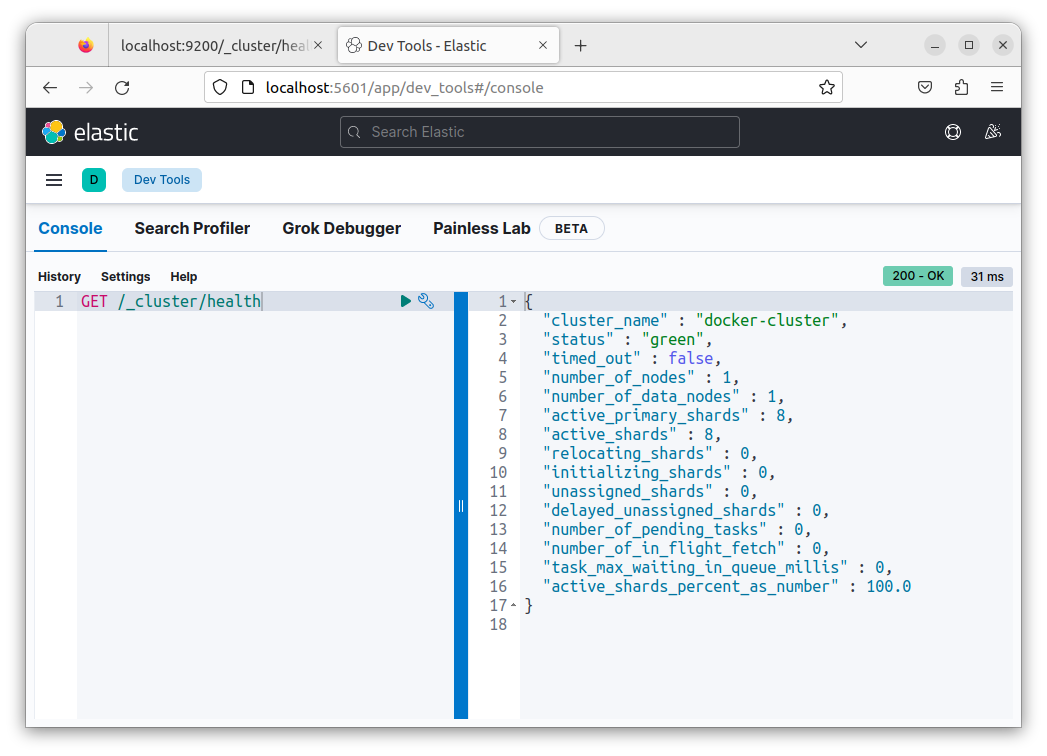 localhost:9200/_cluster/heal
Dev Tools - Elastic
localhost:5601/app/dev_tools#/console
elastic
Search Elastic
D
Dev Tools
Console
Search Profiler
Grok Debugger
Painless Lab
BETA
History
Settings
Help
200 - OK
31 ms
1 GET /_cluster/health
1 {
2 "cluster_name" : "docker-cluster",
3 "status" : "green",
4 "timed_out" : false,
5 "number_of_nodes" : 1,
6 "number_of_data_nodes" : 1,
7 "active_primary_shards" : 8,
8 "active_shards" : 8,
9 "relocating_shards" : 0,
10 "initializing_shards" : 0,
11 "unassigned_shards" : 0,
12 "delayed_unassigned_shards" : 0,
13 "number_of_pending_tasks" : 0,
14 "number_of_in_flight_fetch" : 0,
15 "task_max_waiting_in_queue_millis" : 0,
16 "active_shards_percent_as_number" : 100.0
17 }
18